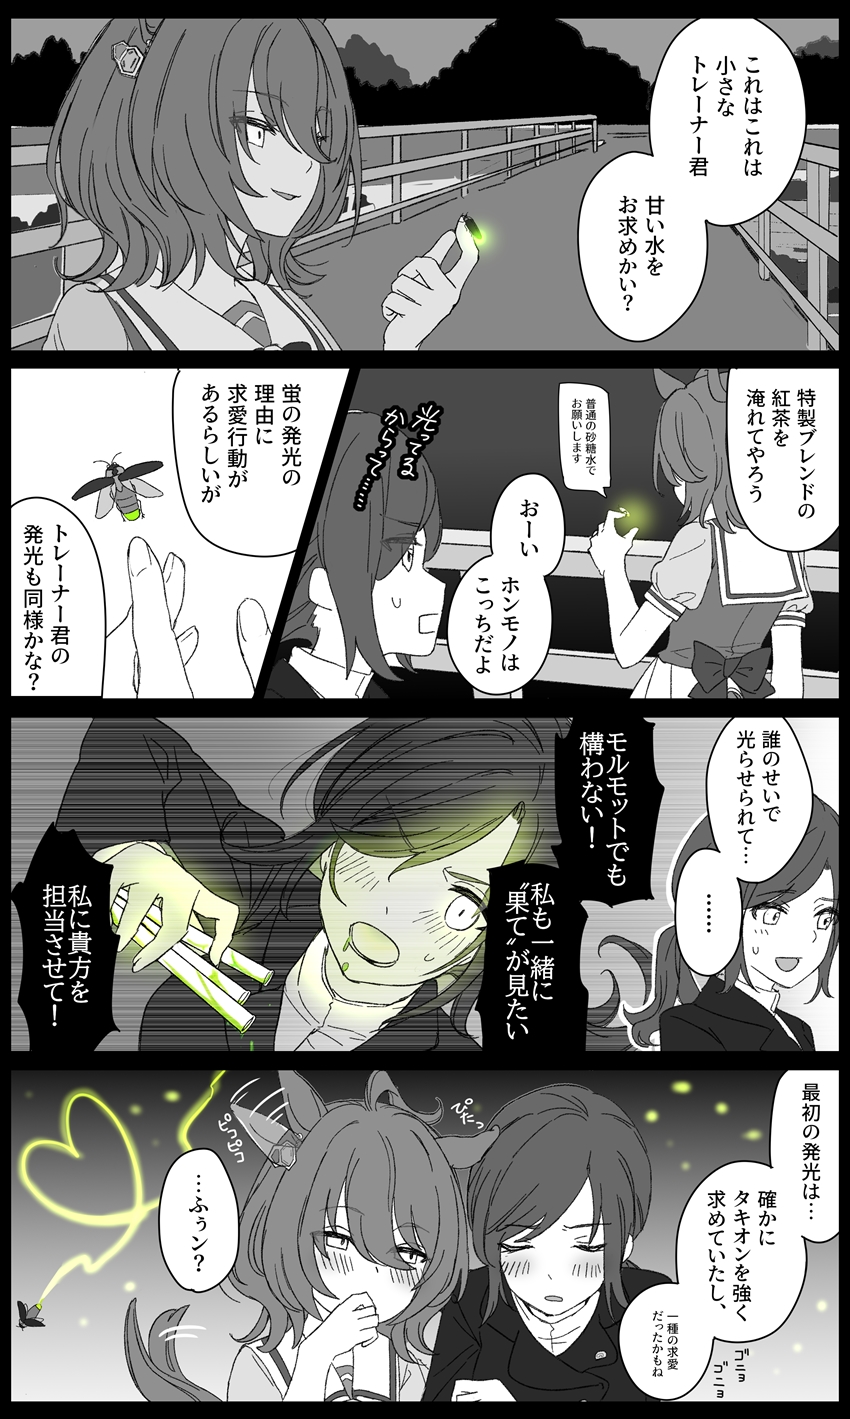 これはこれは
小さな
トレーナー君
甘い水を
お求めかい?
特製ブレンドの
紅茶を
淹れてやろう
普通の砂糖水で
お願いします
おーい
ホンモノは
こっちだよ
光ってる
からって……
蛍の発光の
理由に
求愛行動が
あるらしいが
トレーナー君の
発光も同様かな?
誰のせいで
光らせられて…
……
モルモットでも
構わない!
私も一緒に
〝果て〟が見たい
私に貴方を
担当させて!
最初の発光は…
確かに
タキオンを強く
求めていたし、
一種の求愛
だったかもね
ゴニョ
ゴニョ
ぴたっ
ピコピコ
…ふぅン?